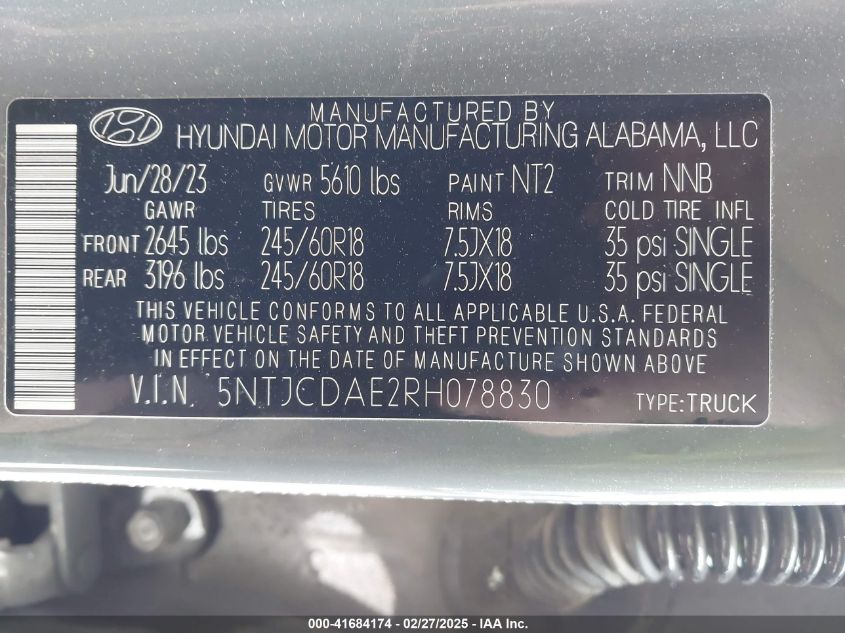 MANUFACTURED BY
HYUNDAI MOTOR MANUFACTURING ALABAMA, LLC
Jun/28/23 GVWR 5610 lbs PAINT NT2 TRIM NNB
GAWR TIRES RIMS COLD TIRE INFL
FRONT 2645 lbs 245/60R18 7.5JX18 35 psi SINGLE
REAR 3196 lbs 245/60R18 7.5JX18 35 psi SINGLE
THIS VEHICLE CONFORMS TO ALL APPLICABLE U.S.A. FEDERAL
MOTOR VEHICLE SAFETY AND THEFT PREVENTION STANDARDS
IN EFFECT ON THE DATE OF MANUFACTURE SHOWN ABOVE
V.I.N. 5NTJCDAE2RH078830 TYPE:TRUCK
000-41684174 - 02/27/2025 - IAA Inc.